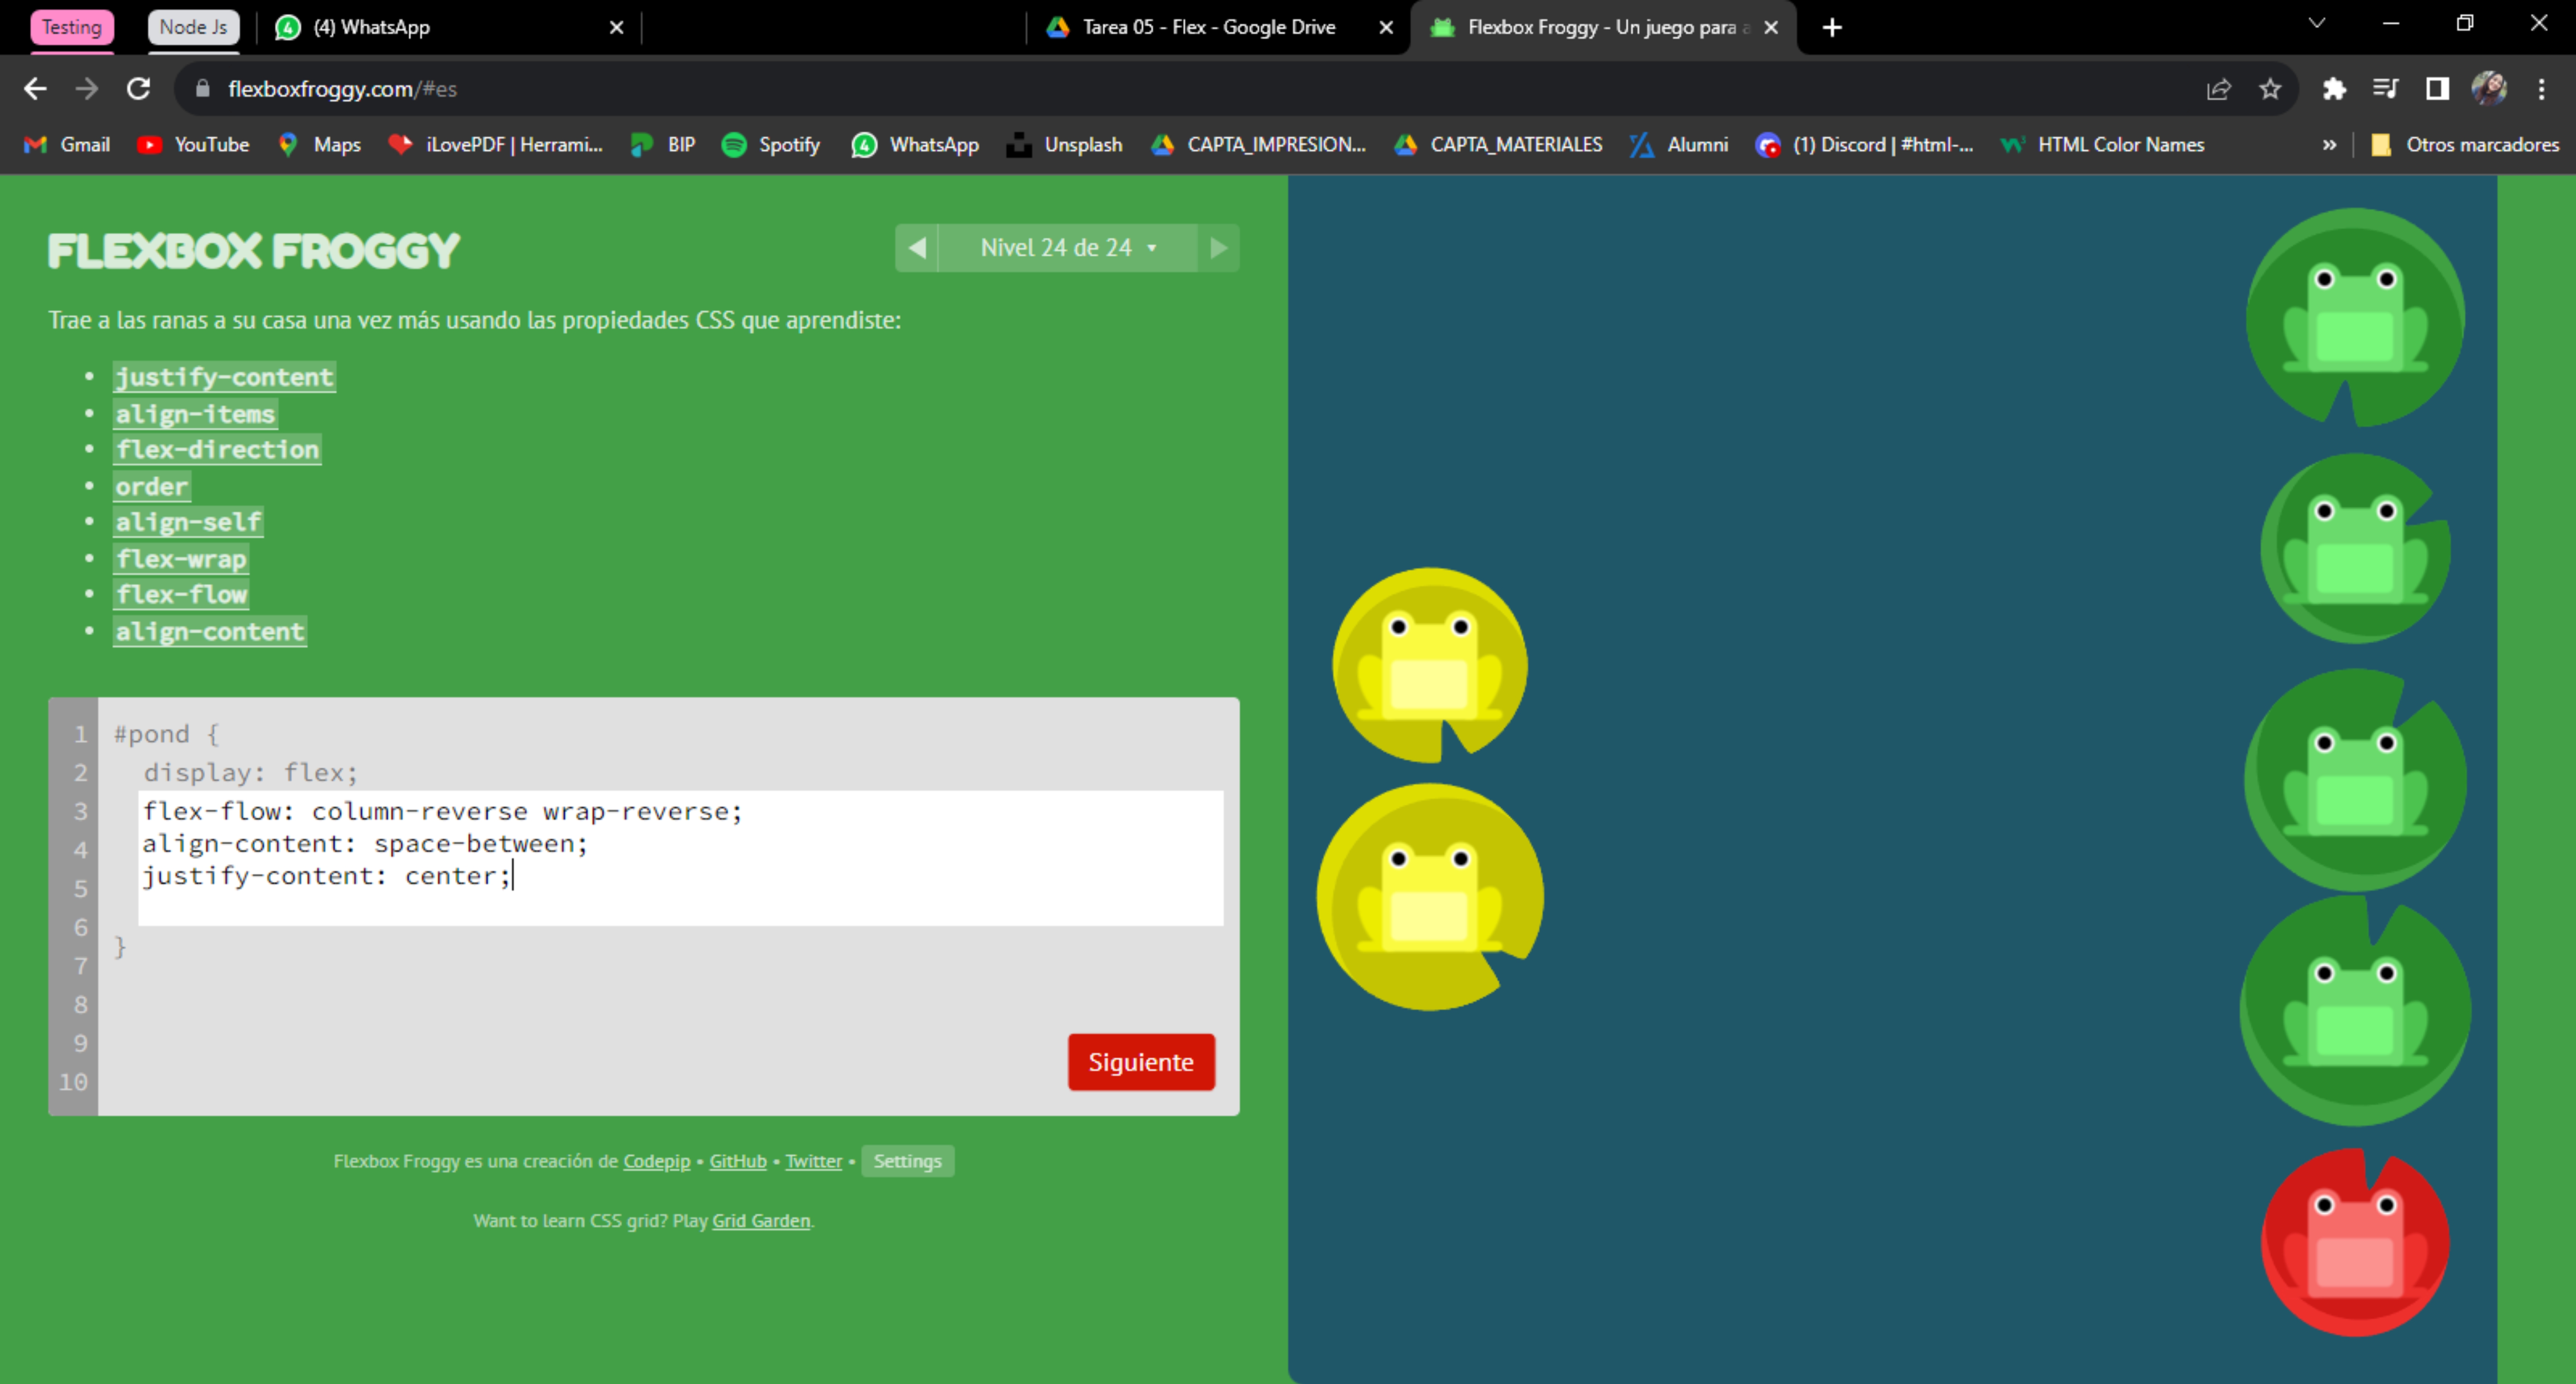 Testing
Node Js
(4) WhatsApp
Tarea 05 - Flex - Google Drive
Flexbox Froggy - Un juego para a
flexboxfroggy.com/#es
Gmail
YouTube
Maps
iLovePDF | Herrami...
BIP
Spotify
WhatsApp
Unsplash
CAPTA_IMPRESION...
CAPTA_MATERIALES
Alumni
(1) Discord | #html-...
HTML Color Names
»
Otros marcadores
FLEXBOX FROGGY
Nivel 24 de 24
Trae a las ranas a su casa una vez más usando las propiedades CSS que aprendiste:
• justify-content
• align-items
• flex-direction
• order
• align-self
• flex-wrap
• flex-flow
• align-content
1 #pond {
2 display: flex;
3 flex-flow: column-reverse wrap-reverse;
4 align-content: space-between;
5 justify-content: center;
6
}
7
8
9
Siguiente
10
Flexbox Froggy es una creación de Codepip • GitHub • Twitter • Settings
Want to learn CSS grid? Play Grid Garden.